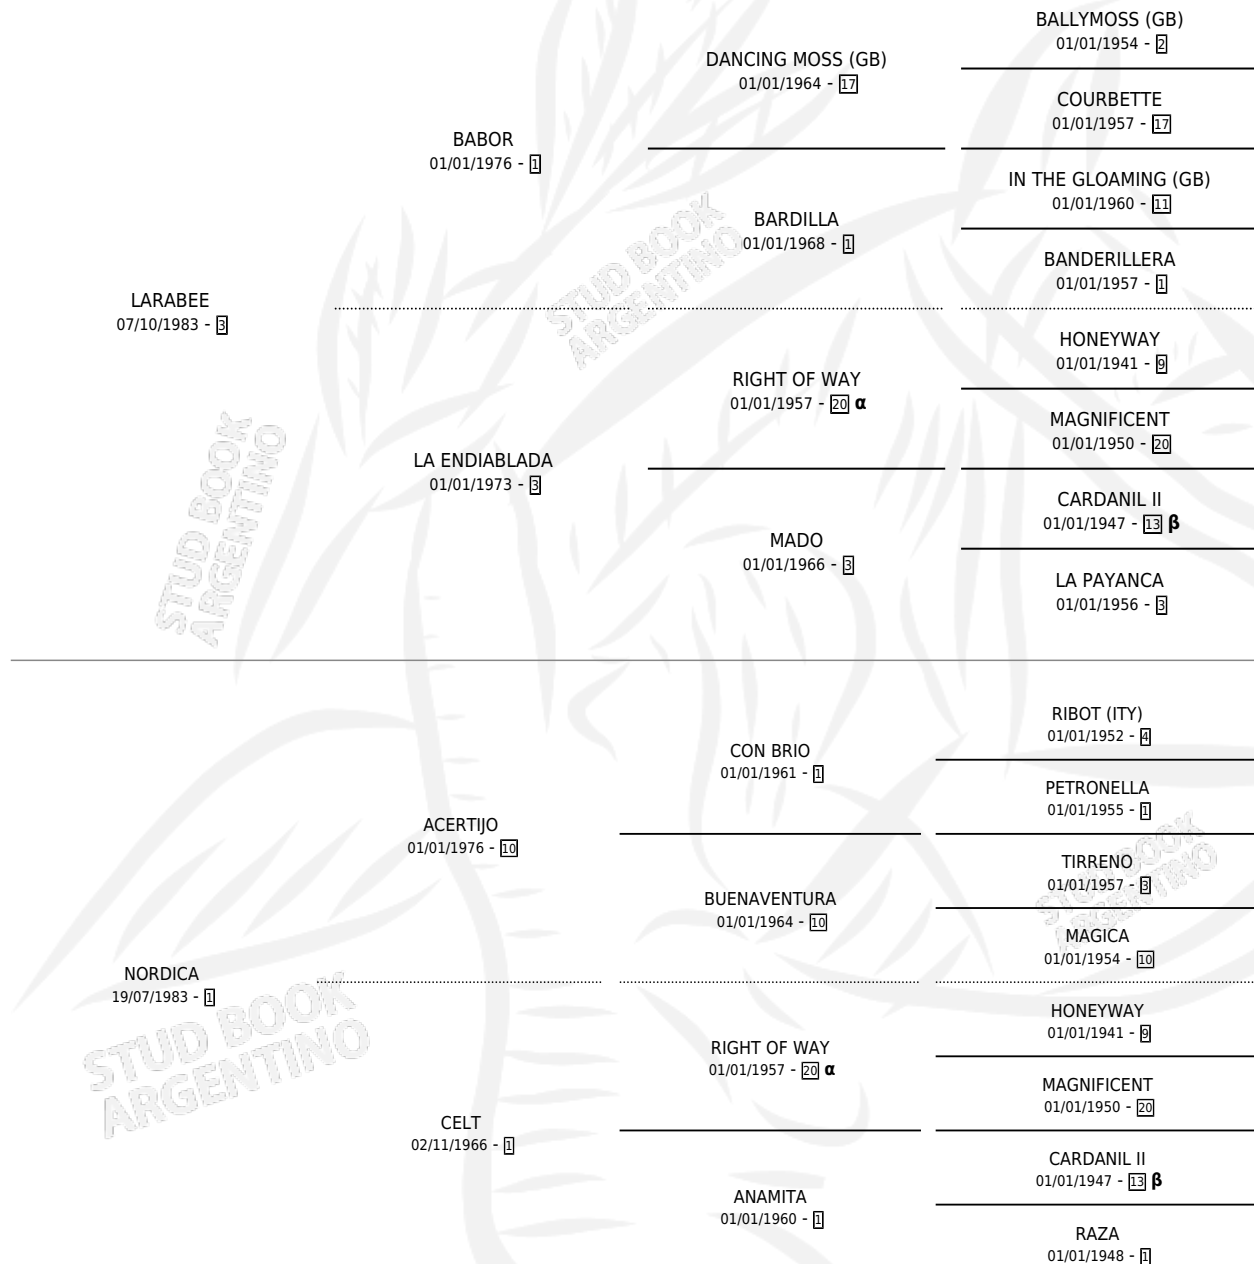 BALLYMOSS (GB)
01/01/1954 - 2
DANCING MOSS (GB)
01/01/1964 - 17
COURBETTE
01/01/1957 - 17
BABOR
01/01/1976 - 1
IN THE GLOAMING (GB)
01/01/1960 - 11
BARDILLA
01/01/1968 - 1
BANDERILLERA
01/01/1957 - 1
LARABEE
07/10/1983 - 3
HONEYWAY
01/01/1941 - 9
RIGHT OF WAY
01/01/1957 - 20 α
MAGNIFICENT
01/01/1950 - 20
LA ENDIABLADA
01/01/1973 - 3
CARDANIL II
01/01/1947 - 13 β
MADO
01/01/1966 - 3
LA PAYANCA
01/01/1956 - 3
STUD BOOK
ARGENTINO
STUD BOOK
ARGENTINO
RIBOT (ITY)
01/01/1952 - 4
CON BRIO
01/01/1961 - 1
PETRONELLA
01/01/1955 - 1
ACERTIJO
01/01/1976 - 10
TIRRENO
01/01/1957 - 3
BUENAVENTURA
01/01/1964 - 10
MAGICA
01/01/1954 - 10
NORDICA
19/07/1983 - 1
HONEYWAY
01/01/1941 - 9
RIGHT OF WAY
01/01/1957 - 20 α
MAGNIFICENT
01/01/1950 - 20
CELT
02/11/1966 - 1
CARDANIL II
01/01/1947 - 13 β
ANAMITA
01/01/1960 - 1
RAZA
01/01/1948 - 1
STUD BOOK
ARGENTINO
STUD BOOK
ARGENTINO